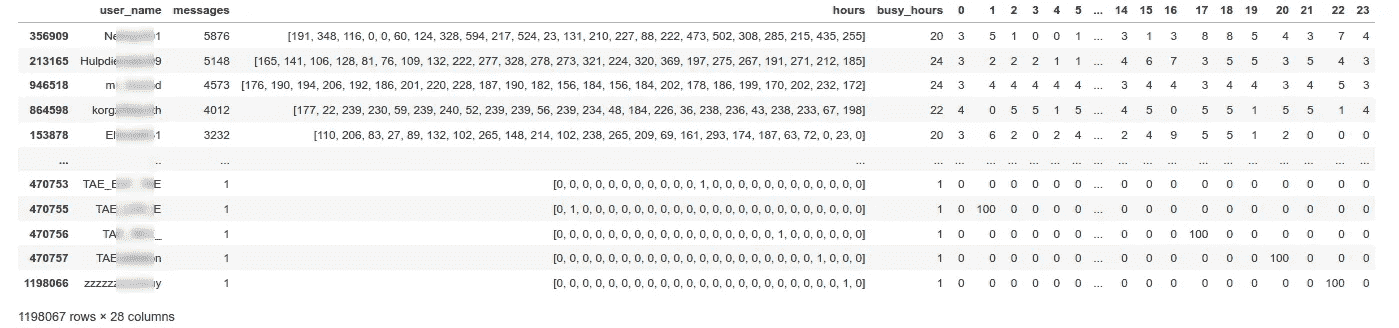 user_name messages hours busy_hours 0 1 2 3 4 5 ... 14 15 16 17 18 19 20 21 22 23
356909 5876 [191, 348, 116, 0, 0, 60, 124, 328, 594, 217, 524, 23, 131, 210, 227, 88, 222, 473, 502, 308, 285, 215, 435, 255] 20 3 5 1 0 0 1 ... 3 1 3 8 8 5 4 3 7 4
213165 5148 [165, 141, 106, 128, 81, 76, 109, 132, 222, 277, 328, 278, 273, 321, 224, 320, 369, 197, 275, 267, 191, 271, 212, 185] 24 3 2 2 2 1 1 ... 4 6 7 3 5 5 3 5 4 3
946518 4573 [176, 190, 194, 206, 192, 186, 201, 220, 228, 187, 190, 182, 156, 184, 156, 184, 202, 178, 186, 199, 170, 202, 232, 172] 24 3 4 4 4 4 4 ... 3 4 4 3 4 4 3 4 5 3
864598 4012 [177, 22, 239, 230, 59, 239, 240, 52, 239, 239, 56, 239, 234, 48, 184, 226, 36, 238, 236, 43, 238, 233, 67, 198] 22 4 0 5 5 1 5 ... 4 5 0 5 5 1 5 5 1 4
153878 3232 [110, 206, 83, 27, 89, 132, 102, 265, 148, 214, 102, 238, 265, 209, 69, 161, 293, 174, 187, 63, 72, 0, 23, 0] 20 3 6 2 0 2 4 ... 2 4 9 5 5 1 2 0 0 0
... .. ... ... ... ... ... ... ... ... ... ... ... ... ... ... ... ... ... ... ... ...
470753 1 [0, 0, 0, 0, 0, 0, 0, 0, 0, 0, 0, 1, 0, 0, 0, 0, 0, 0, 0, 0, 0, 0, 0, 0] 1 0 0 0 0 0 0 ... 0 0 0 0 0 0 0 0 0 0
470755 1 [0, 1, 0, 0, 0, 0, 0, 0, 0, 0, 0, 0, 0, 0, 0, 0, 0, 0, 0, 0, 0, 0, 0, 0] 1 0 100 0 0 0 0 ... 0 0 0 0 0 0 0 0 0 0
470756 1 [0, 0, 0, 0, 0, 0, 0, 0, 0, 0, 0, 0, 0, 0, 0, 0, 0, 1, 0, 0, 0, 0, 0, 0] 1 0 0 0 0 0 0 ... 0 0 0 100 0 0 0 0 0 0
470757 1 [0, 0, 0, 0, 0, 0, 0, 0, 0, 0, 0, 0, 0, 0, 0, 0, 0, 0, 0, 0, 1, 0, 0, 0] 1 0 0 0 0 0 0 ... 0 0 0 0 0 0 100 0 0 0
1198066 1 [0, 0, 0, 0, 0, 0, 0, 0, 0, 0, 0, 0, 0, 0, 0, 0, 0, 0, 0, 0, 0, 0, 1, 0] 1 0 0 0 0 0 0 ... 0 0 0 0 0 0 0 0 100 0
1198067 rows × 28 columns